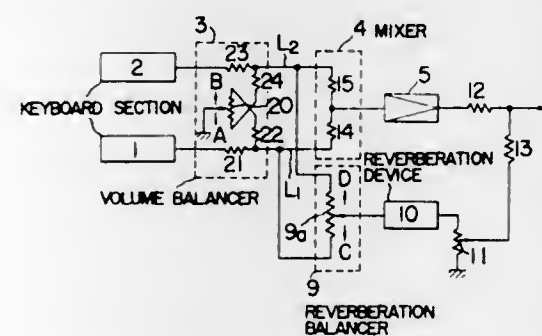 3
L2
4 MIXER
23
2
B
24
15
5
12
KEYBOARD SECTION
20
A
22
14
13
1
21
L1
REVERBERATION DEVICE
VOLUME BALANCER
D
9a
10
C
11
9
REVERBERATION BALANCER